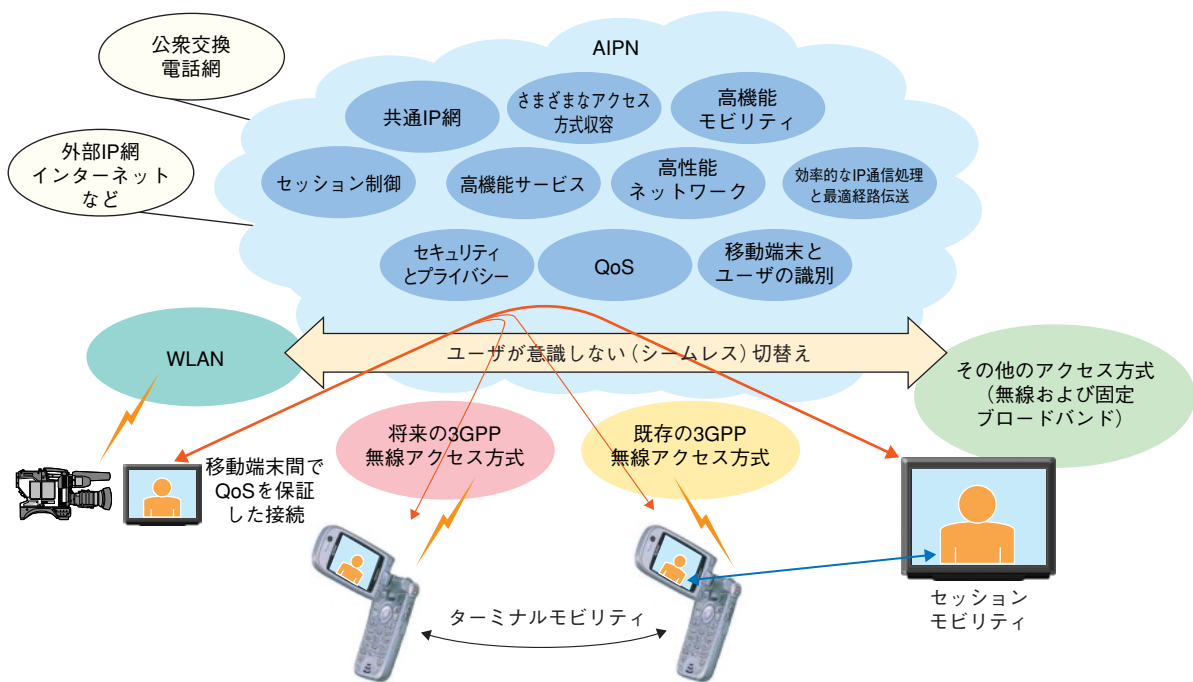 公衆交換
電話網
AIPN
共通IP網
さまざまなアクセス
方式収容
高機能
モビリティ
外部IP網
インターネット
など
セッション制御
高機能サービス
高性能
ネットワーク
効率的なIP通信処理
と最適経路伝送
セキュリティ
とプライバシー
QoS
移動端末と
ユーザの識別
WLAN
ユーザが意識しない（シームレス）切替え
その他のアクセス方式
（無線および固定
ブロードバンド）
将来の3GPP
無線アクセス方式
既存の3GPP
無線アクセス方式
移動端末間で
QoSを保証
した接続
ターミナルモビリティ
セッション
モビリティ